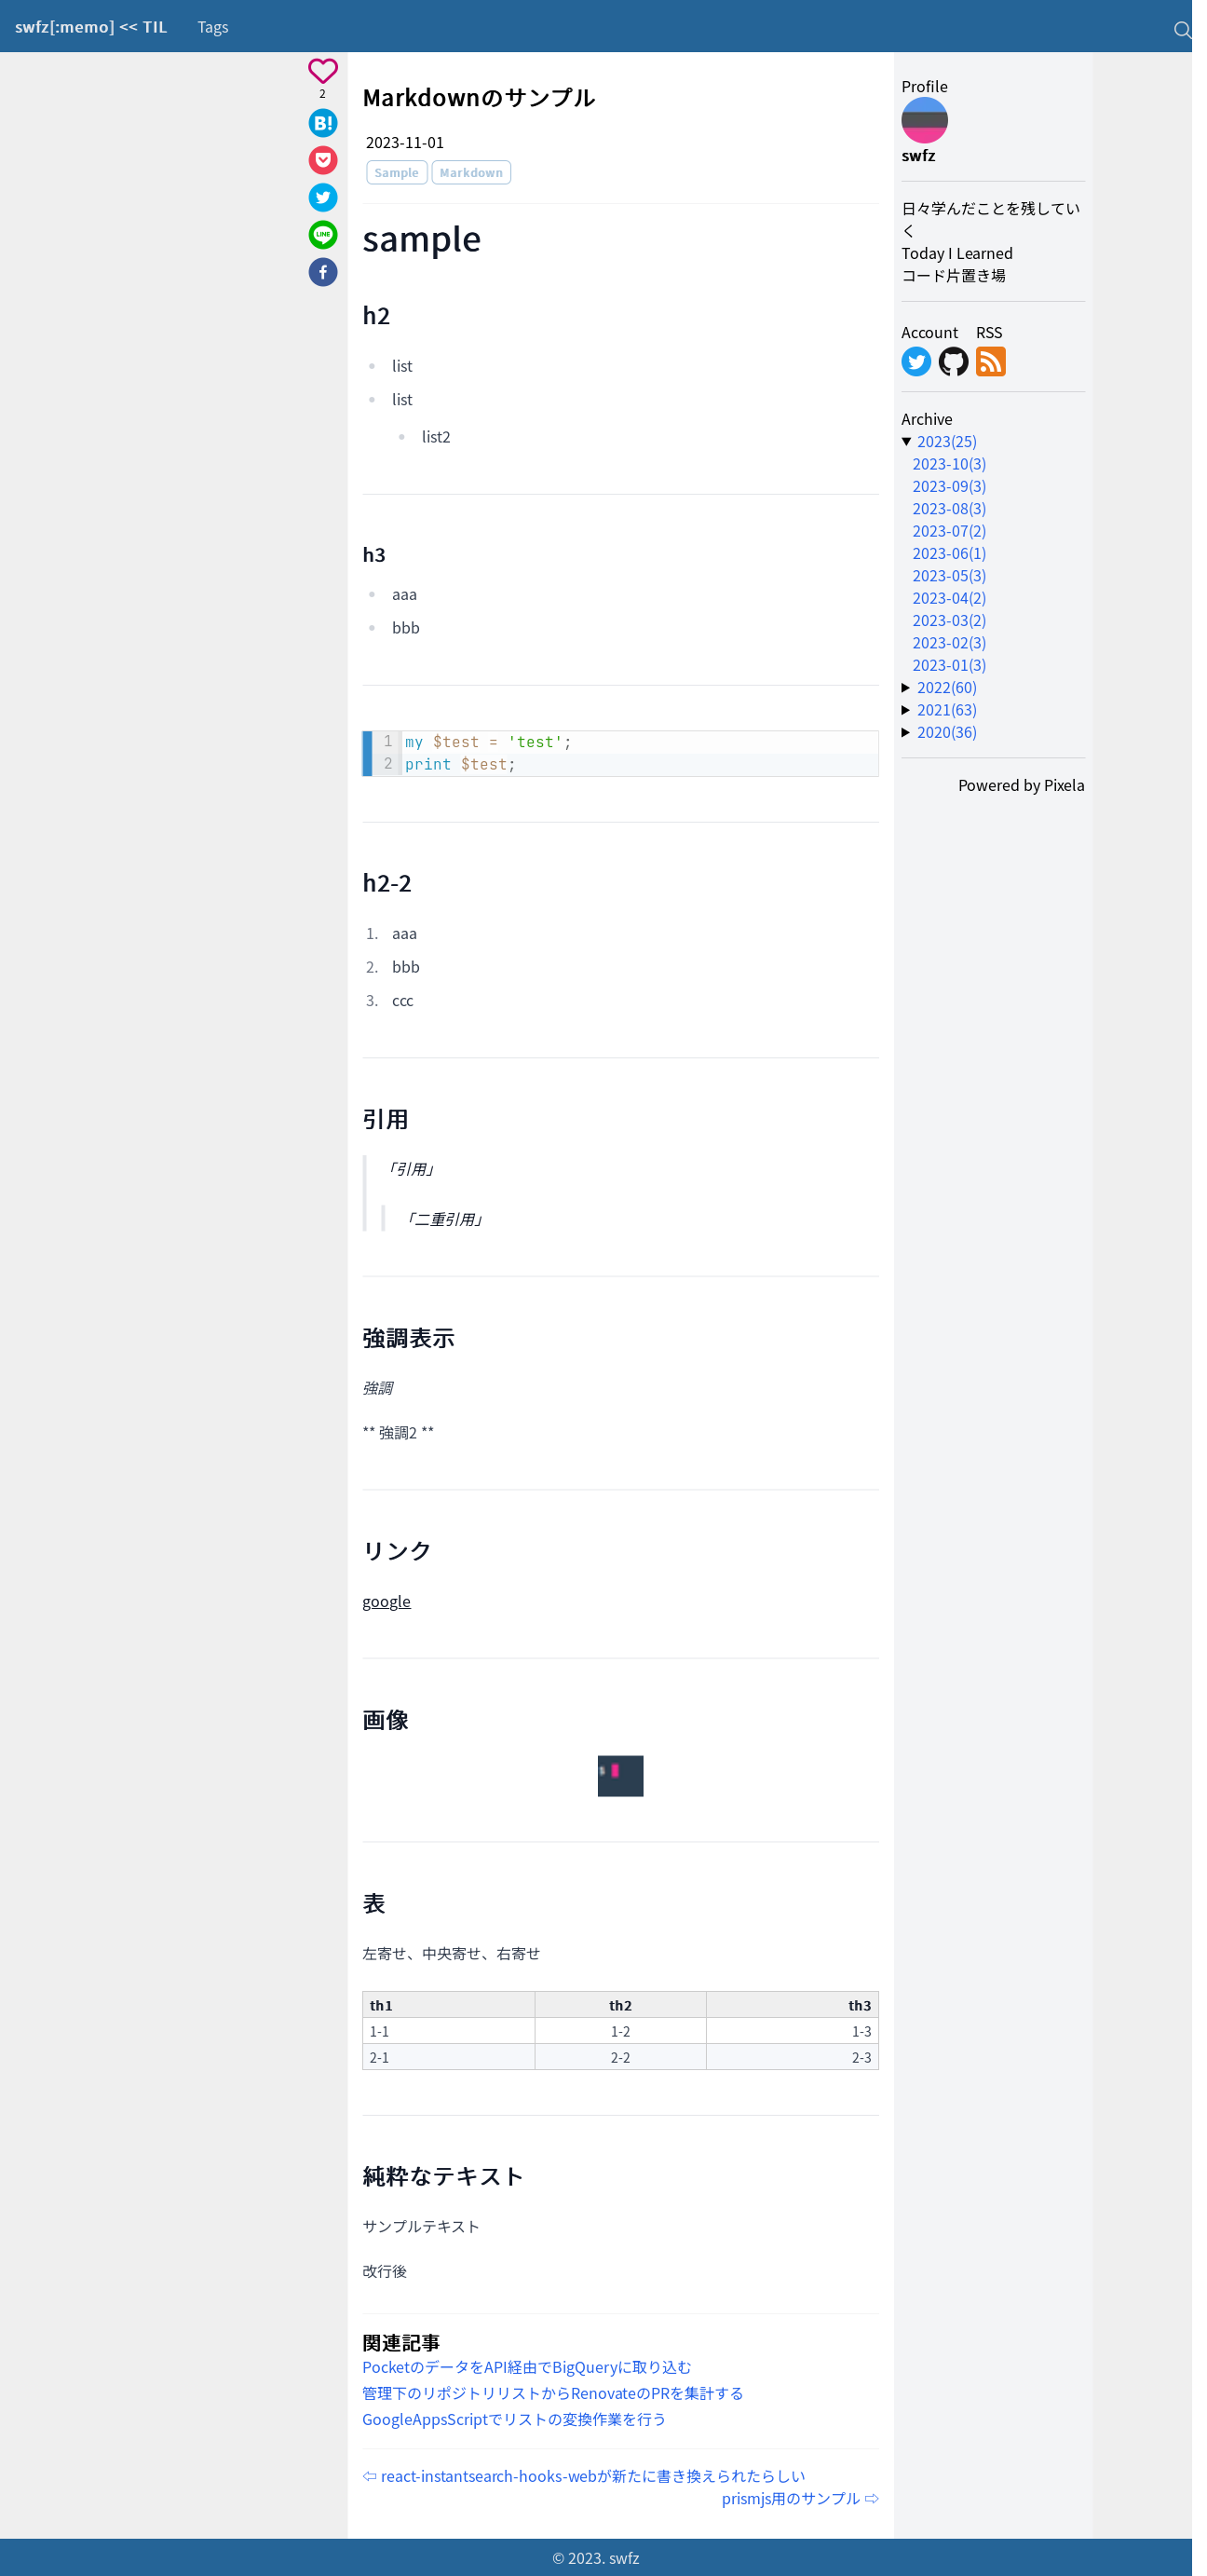 swfz[:memo] << TIL Tags
2
Markdownのサンプル
2023-11-01
Sample Markdown
sample
h2
list
list
list2
h3
aaa
bbb
1 my $test = 'test';
2 print $test;
h2-2
1. aaa
2. bbb
3. ccc
引用
「引用」
「二重引用」
強調表示
強調
** 強調2 **
リンク
google
画像
$
表
左寄せ、中央寄せ、右寄せ
th1 th2 th3
1-1 1-2 1-3
2-1 2-2 2-3
純粋なテキスト
サンプルテキスト
改行後
関連記事
PocketのデータをAPI経由でBigQueryに取り込む
管理下のリポジトリリストからRenovateのPRを集計する
GoogleAppsScriptでリストの変換作業を行う
⇦ react-instantsearch-hooks-webが新たに書き換えられたらしい
prismjs用のサンプル ⇨
B!
LINE
Profile
swfz
日々学んだことを残してい
く
Today I Learned
コード片置き場
Account RSS
Archive
▼ 2023(25)
2023-10(3)
2023-09(3)
2023-08(3)
2023-07(2)
2023-06(1)
2023-05(3)
2023-04(2)
2023-03(2)
2023-02(3)
2023-01(3)
▶ 2022(60)
▶ 2021(63)
▶ 2020(36)
Powered by Pixela
© 2023. swfz